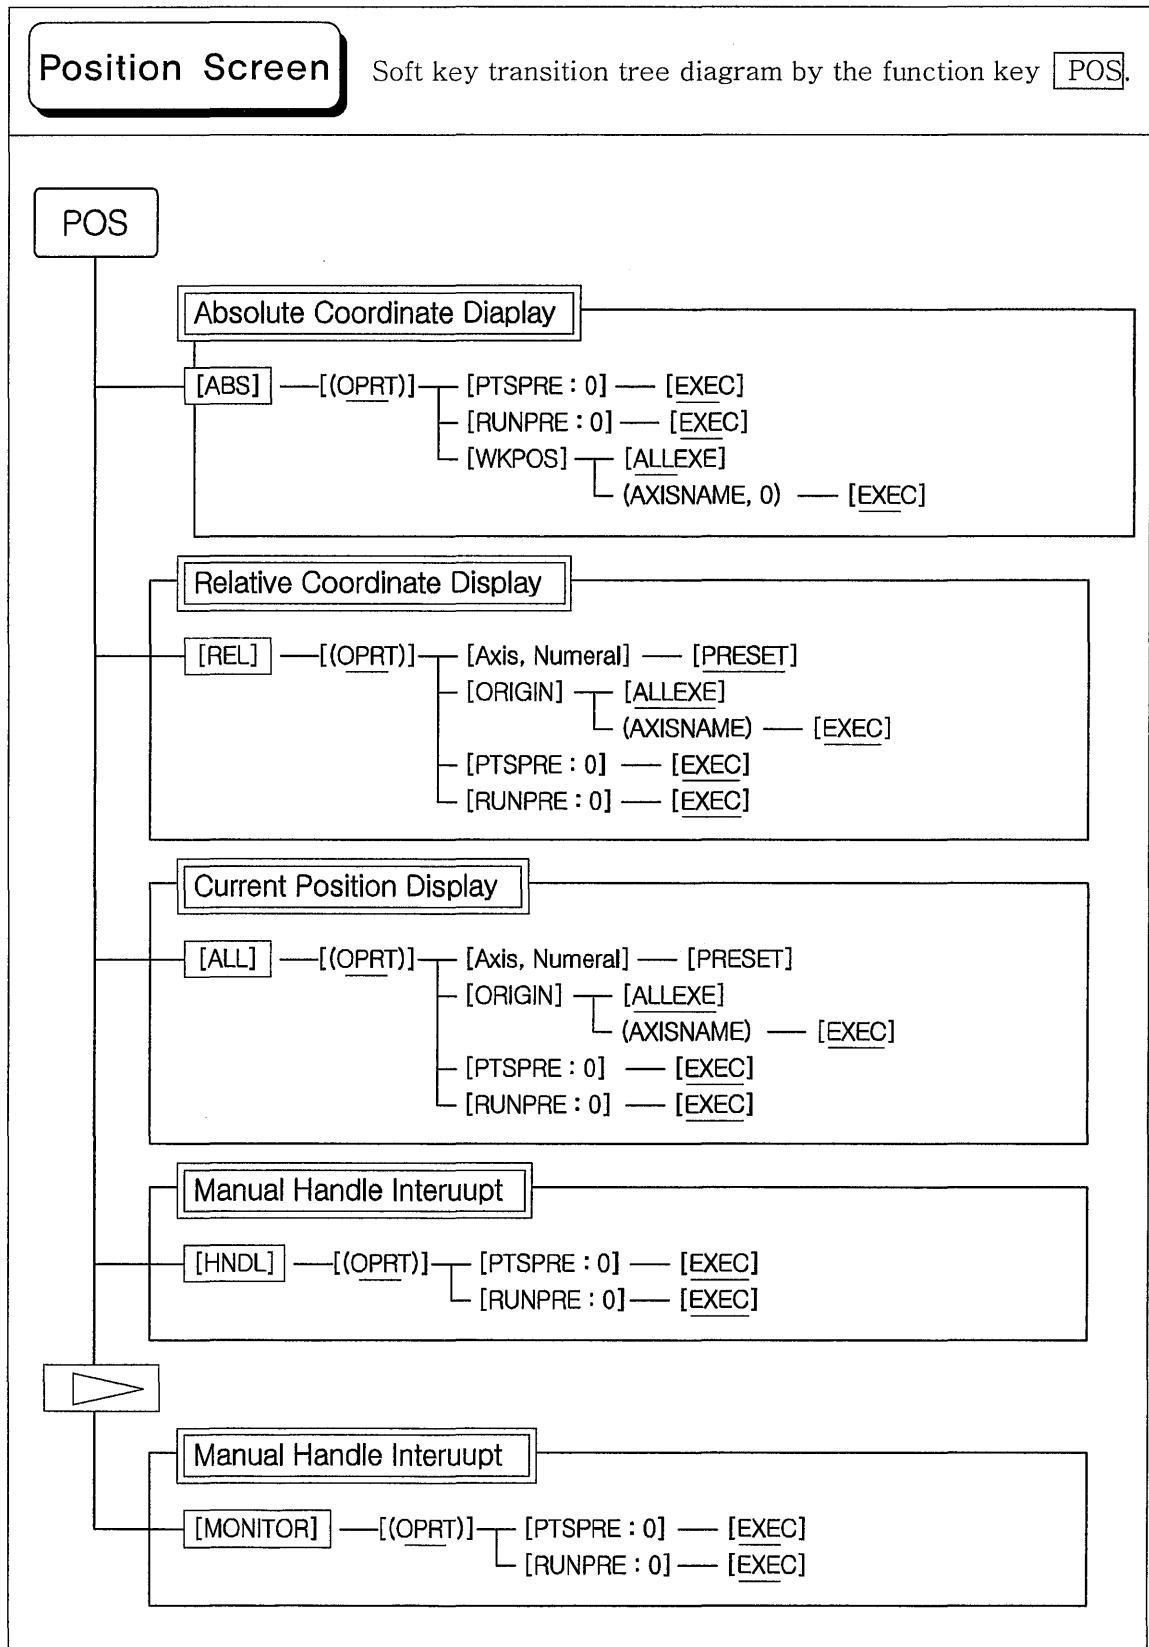 Position Screen Soft key transition tree diagram by the function key POS.
POS
Absolute Coordinate Diaplay
[ABS] [(OPRT)] [PTSPRE : 0] [EXEC]
[RUNPRE : 0] [EXEC]
[WKPOS] [ALLEXE]
(AXISNAME, 0) [EXEC]
Relative Coordinate Display
[REL] [(OPRT)] [Axis, Numeral] [PRESET]
[ORIGIN] [ALLEXE]
(AXISNAME) [EXEC]
[PTSPRE : 0] [EXEC]
[RUNPRE : 0] [EXEC]
Current Position Display
[ALL] [(OPRT)] [Axis, Numeral] [PRESET]
[ORIGIN] [ALLEXE]
(AXISNAME) [EXEC]
[PTSPRE : 0] [EXEC]
[RUNPRE : 0] [EXEC]
Manual Handle Interuupt
[HNDL] [(OPRT)] [PTSPRE : 0] [EXEC]
[RUNPRE : 0] [EXEC]
Manual Handle Interuupt
[MONITOR] [(OPRT)] [PTSPRE : 0] [EXEC]
[RUNPRE : 0] [EXEC]